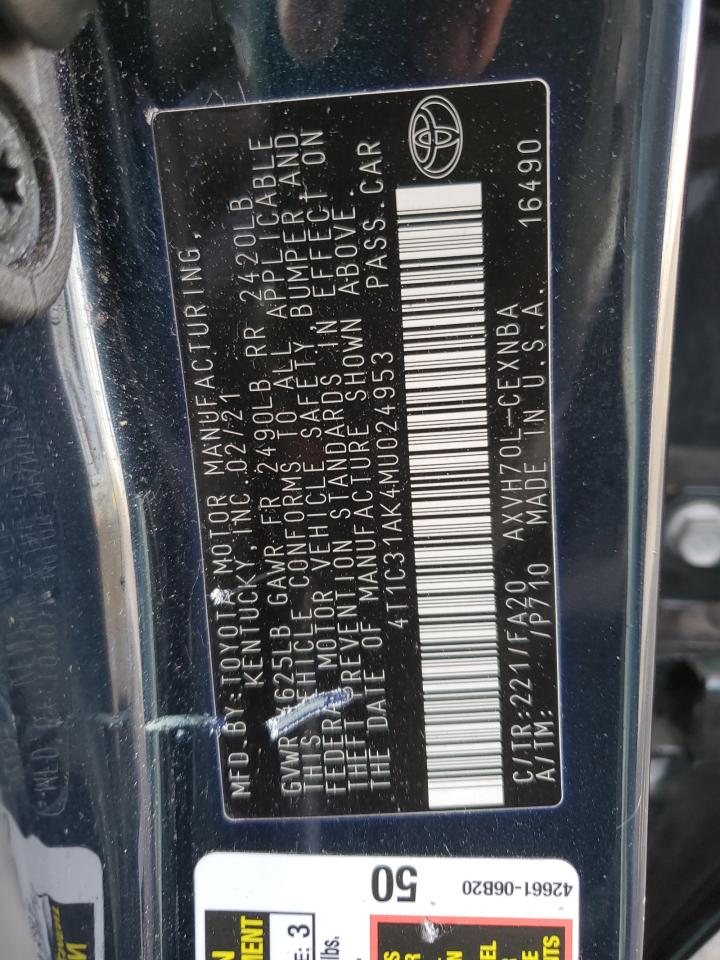 MFD.BY:TOYOTA MOTOR MANUFACTURING,
KENTUCKY,INC.02/21
GVWR 4625LB GAWR FR 2490LB RR 2420LB
THIS VEHICLE CONFORMS TO ALL APPLICABLE
FEDERAL MOTOR VEHICLE SAFETY, BUMPER, AND
THEFT PREVENTION STANDARDS IN EFFECT ON
THE DATE OF MANUFACTURE SHOWN ABOVE.
4T1C31AK4MU024953 PASS.CAR
C/TR:221/FA20 AXVH70L-CEXNBA
A/TM: /P710 MADE IN U.S.A. 16490
50
42661-06B20
3
lbs.